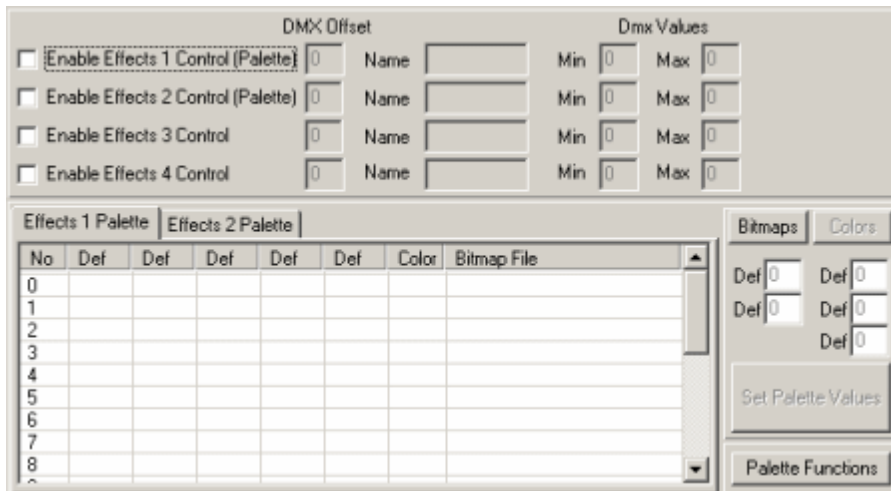 DMX Offset Dmx Values
Enable Effects 1 Control (Palette) 0 Name Min 0 Max 0
Enable Effects 2 Control (Palette) 0 Name Min 0 Max 0
Enable Effects 3 Control 0 Name Min 0 Max 0
Enable Effects 4 Control 0 Name Min 0 Max 0
Effects 1 Palette Effects 2 Palette
No Def Def Def Def Def Color Bitmap File
0
1
2
3
4
5
6
7
8
Bitmaps Colors
Def 0 Def 0
Def 0 Def 0
Def 0
Set Palette Values
Palette Functions